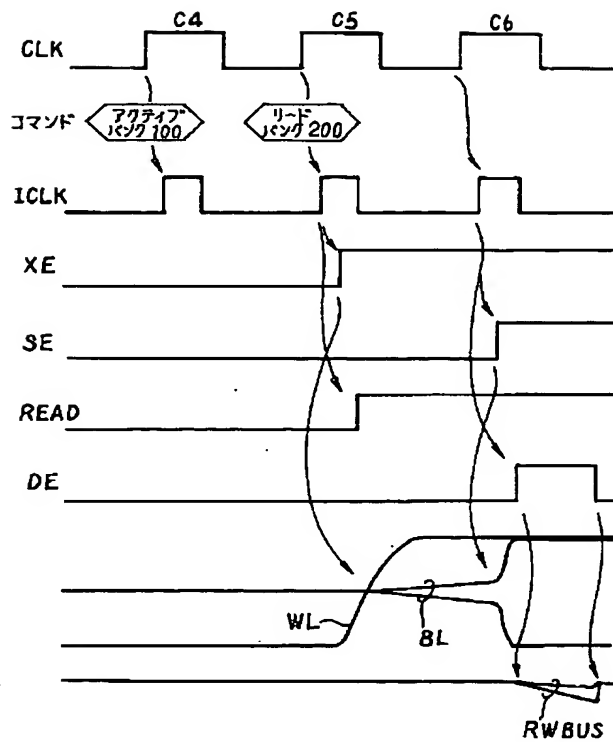 C4 C5 C6
CLK
コマンド
アクティブ
バンク100
リード
バンク200
ICLK
XE
SE
READ
DE
WL
BL
RWBUS